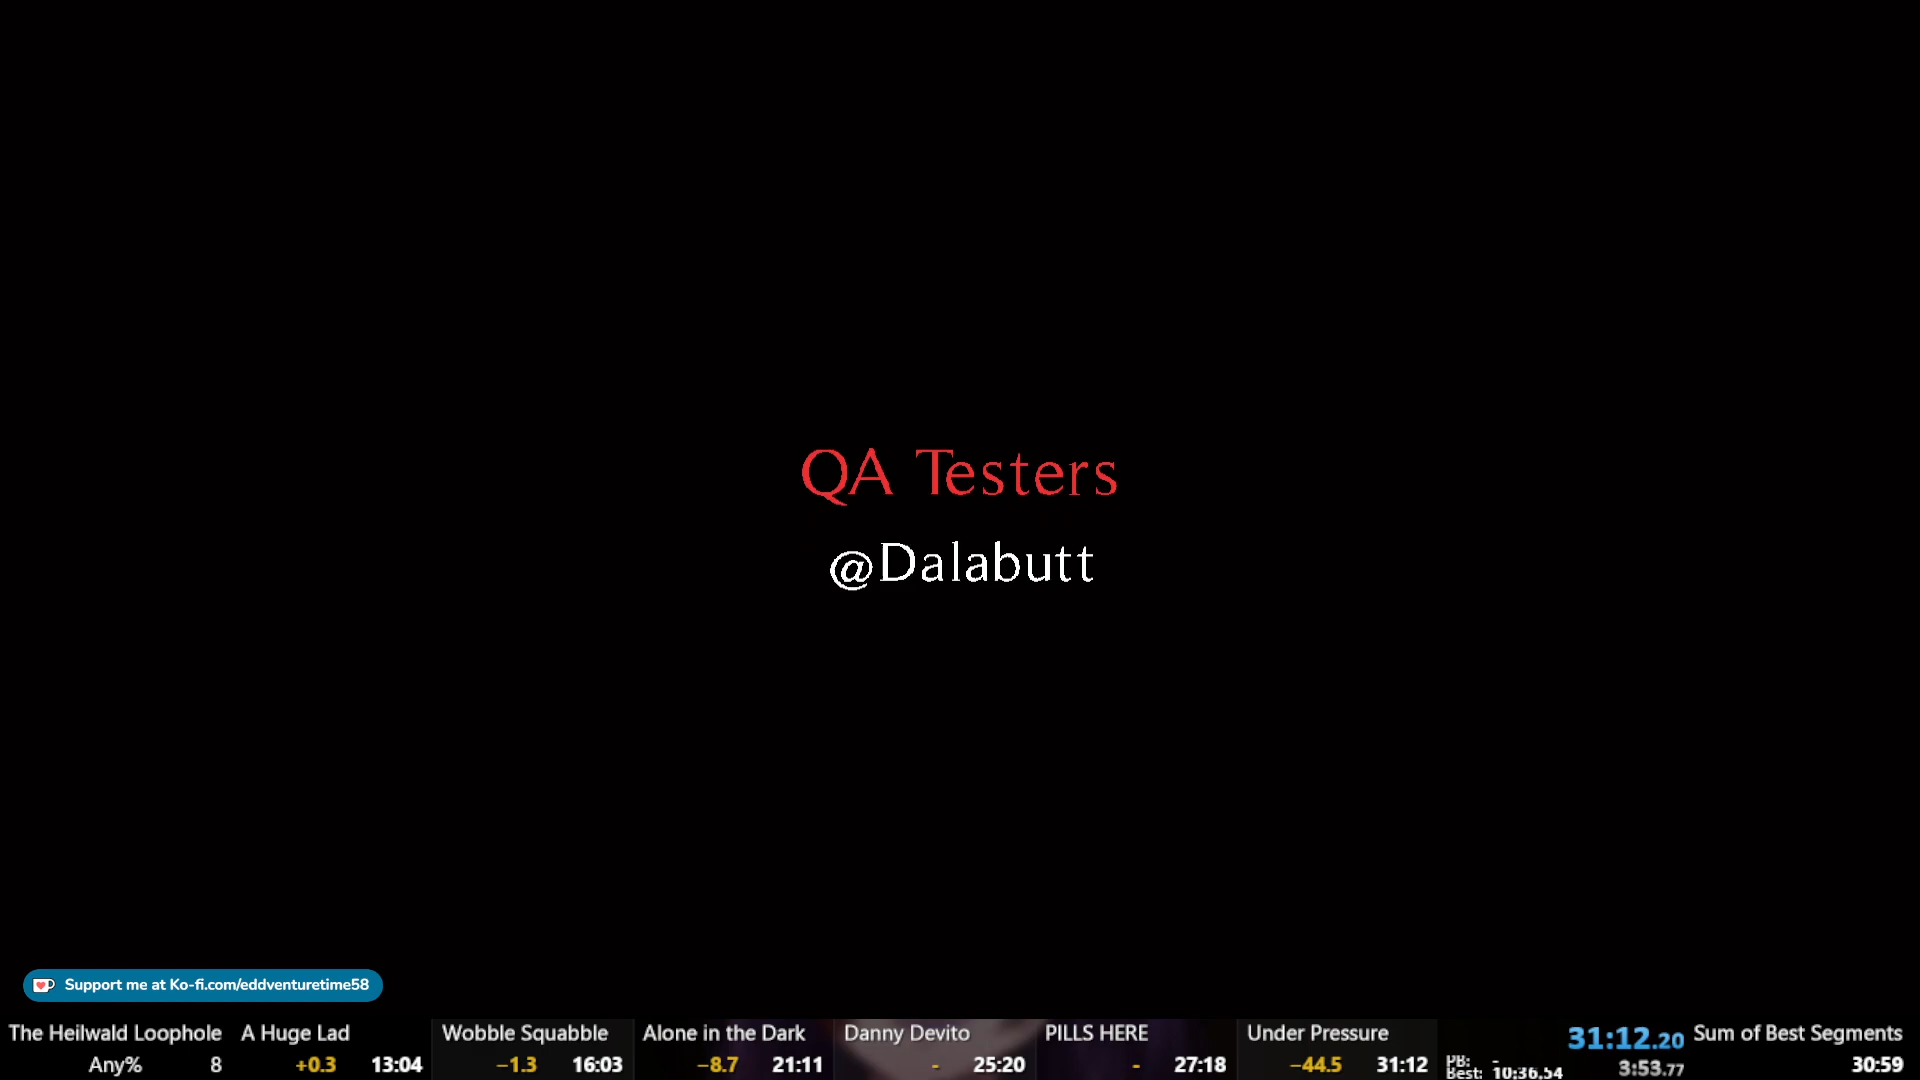 QA Testers
@Dalabutt
Support me at Ko-fi.com/eddventuretime58
The Heilwald Loophole
Any% 8
A Huge Lad
+0.3 13:04
Wobble Squabble
−1.3 16:03
Alone in the Dark
−8.7 21:11
Danny Devito
- 25:20
PILLS HERE
- 27:18
Under Pressure
−44.5 31:12
PB: -
Best: 10:36.54
31:12.20
3:53.77
Sum of Best Segments
30:59